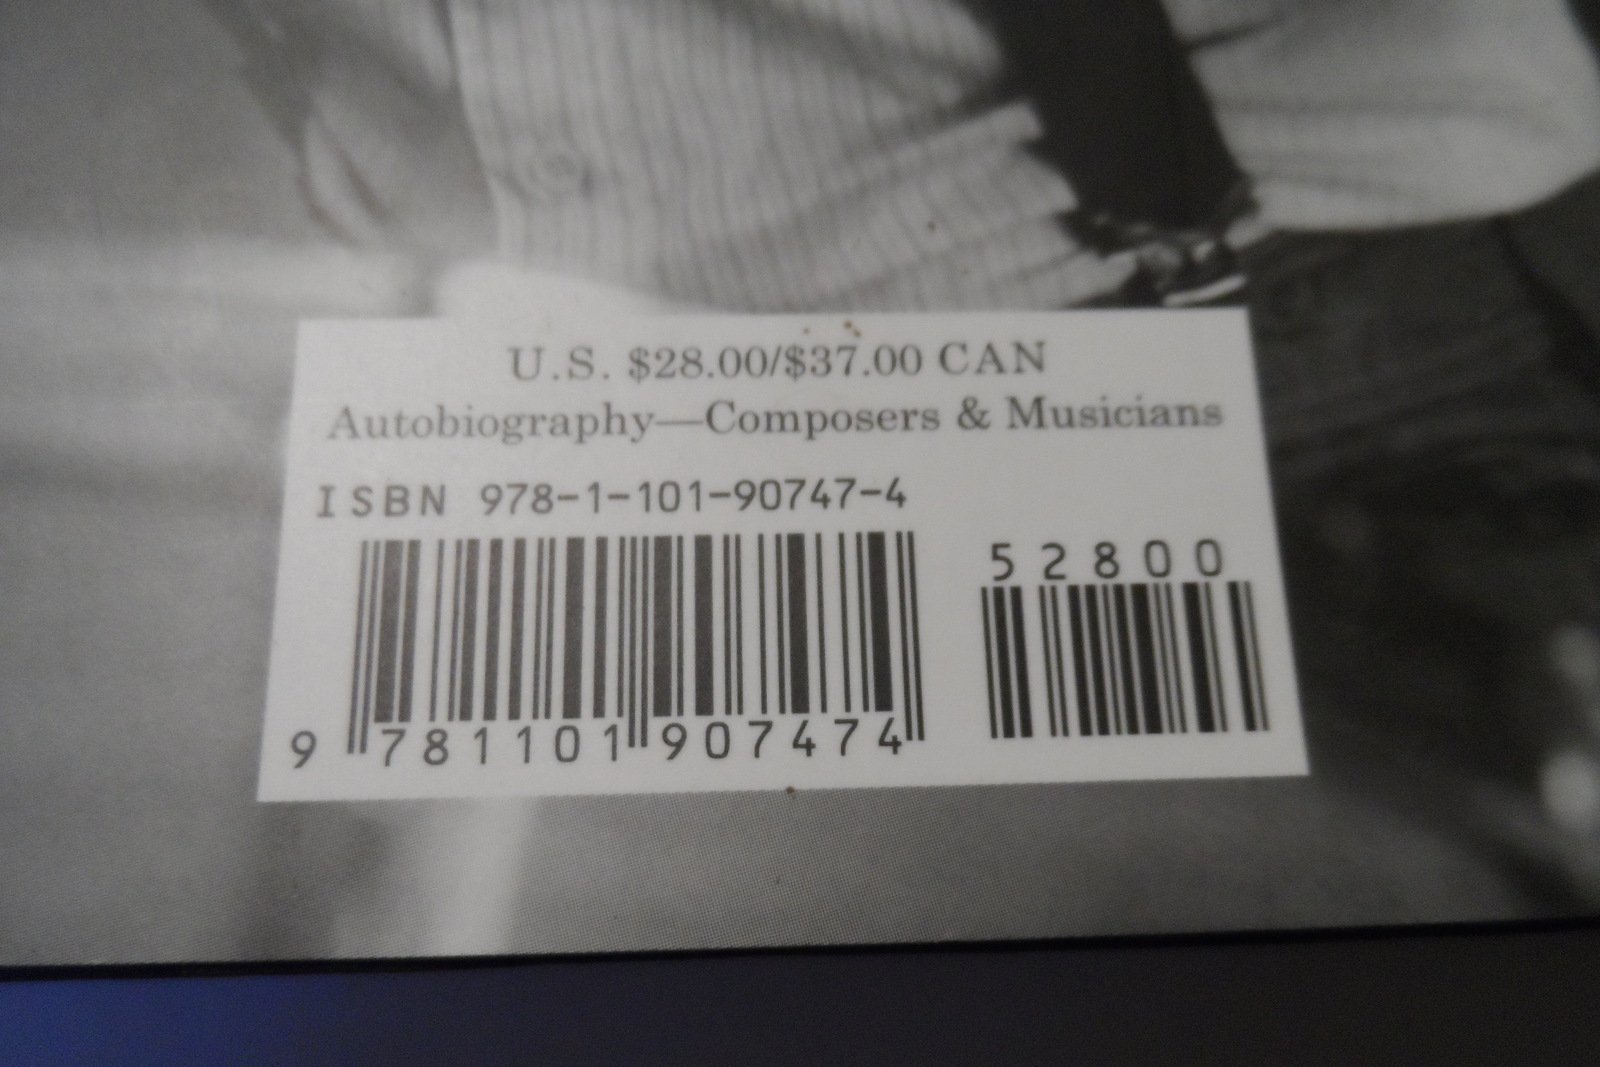 U.S. $28.00/$37.00 CAN
Autobiography—Composers & Musicians
ISBN 978-1-101-90747-4
52800
9 781101 907474